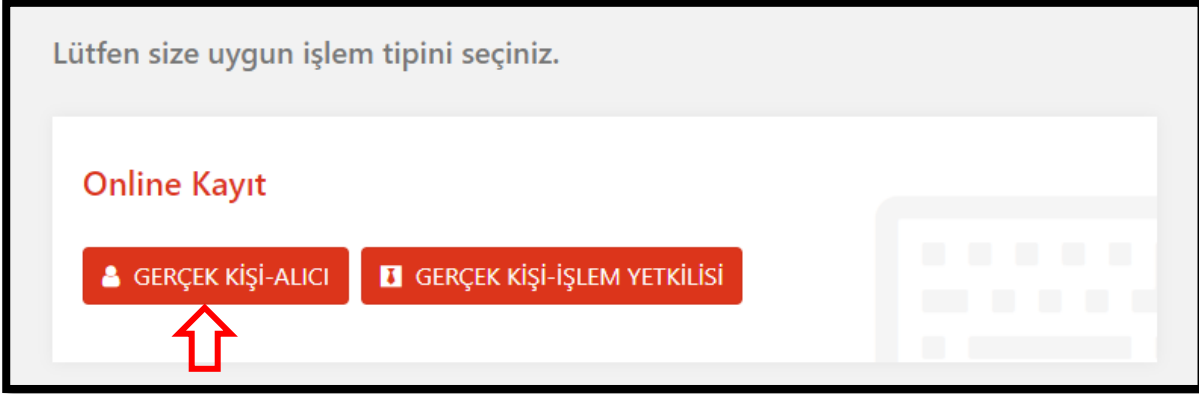 Lütfen size uygun işlem tipini seçiniz.
Online Kayıt
GERÇEK KİŞİ-ALICI
GERÇEK KİŞİ-İŞLEM YETKİLİSİ